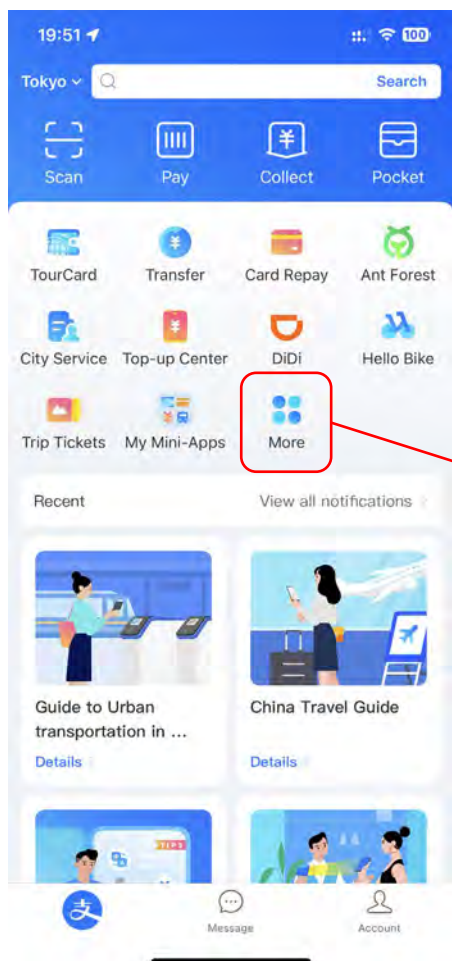 19:51
100
Tokyo
Search
Scan Pay Collect Pocket
TourCard Transfer Card Repay Ant Forest
City Service Top-up Center DiDi Hello Bike
Trip Tickets My Mini-Apps More
Recent View all notifications
Guide to Urban
transportation in ...
Details
China Travel Guide
Details
TIPS
支
Message Account